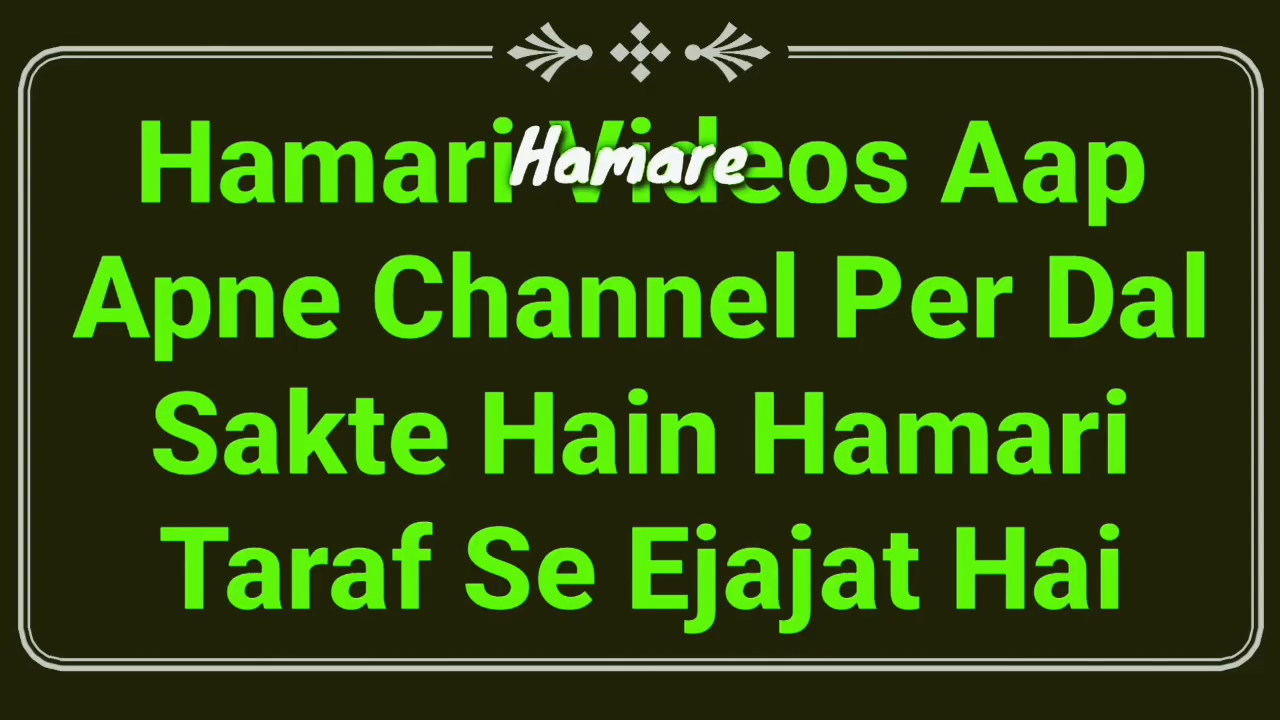 Hamare
Hamari Videos Aap
Apne Channel Per Dal
Sakte Hain Hamari
Taraf Se Ejajat Hai